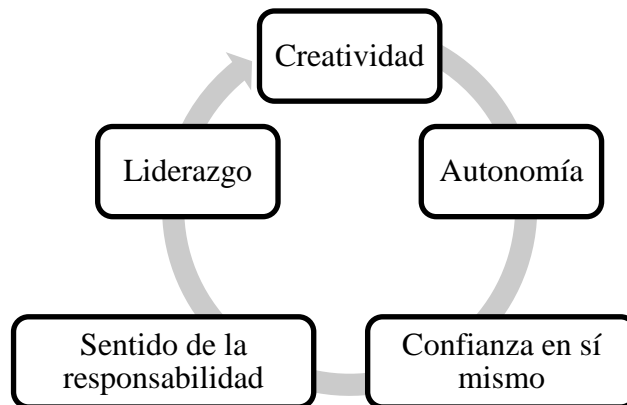 Creatividad
Autonomía
Confianza en sí
mismo
Sentido de la
responsabilidad
Liderazgo